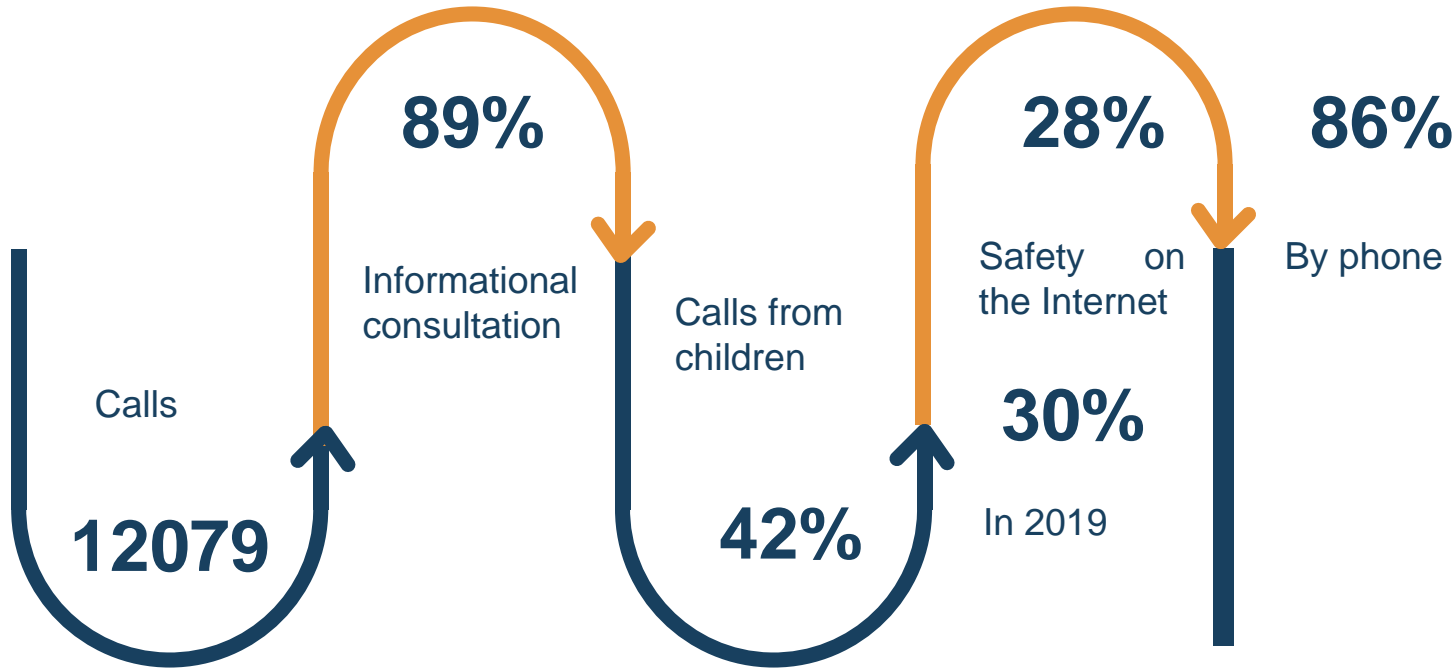 Calls
12079
89%
Informational
consultation
Calls from
children
42%
28%
Safety on
the Internet
30%
In 2019
86%
By phone